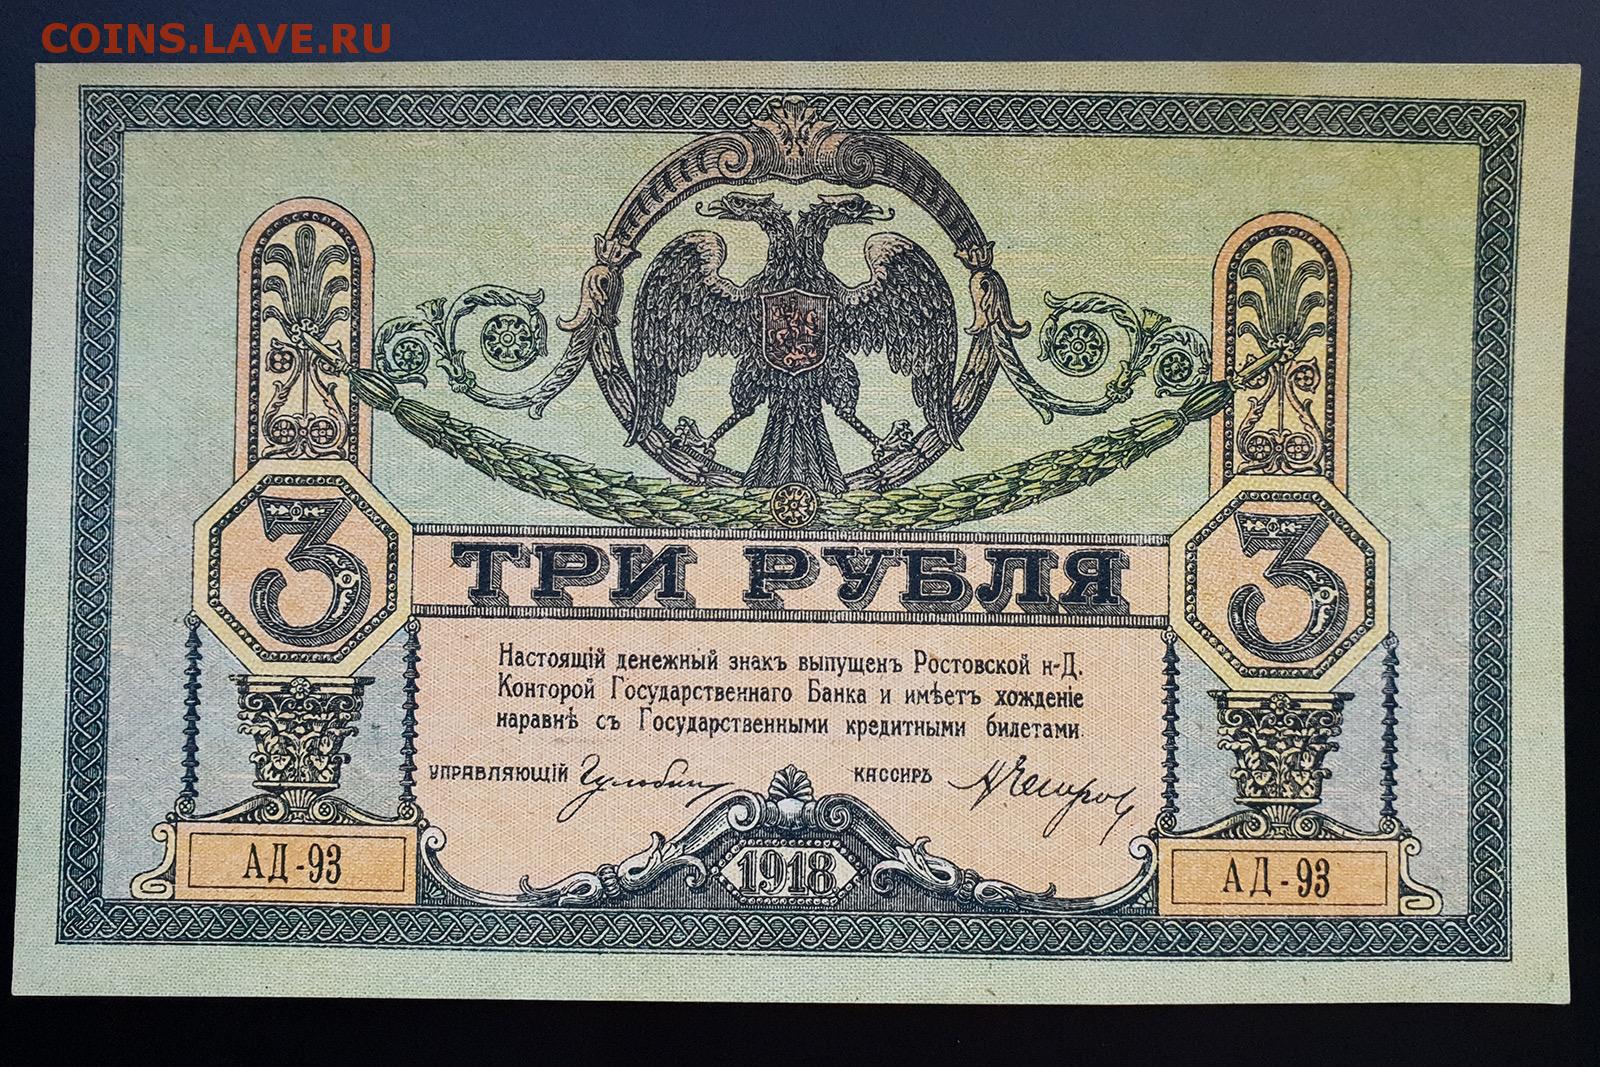 COINS.LAVE.RU
3
3
ТРИ РУБЛЯ
Настоящій денежный знакъ выпущенъ Ростовской н-Д.
Конторой Государственнаго Банка и имѣетъ хожденіе
наравнѣ съ Государственными кредитными билетами.
УПРАВЛЯЮЩІЙ
КАССИРЪ
АД-93
1918
АД-93